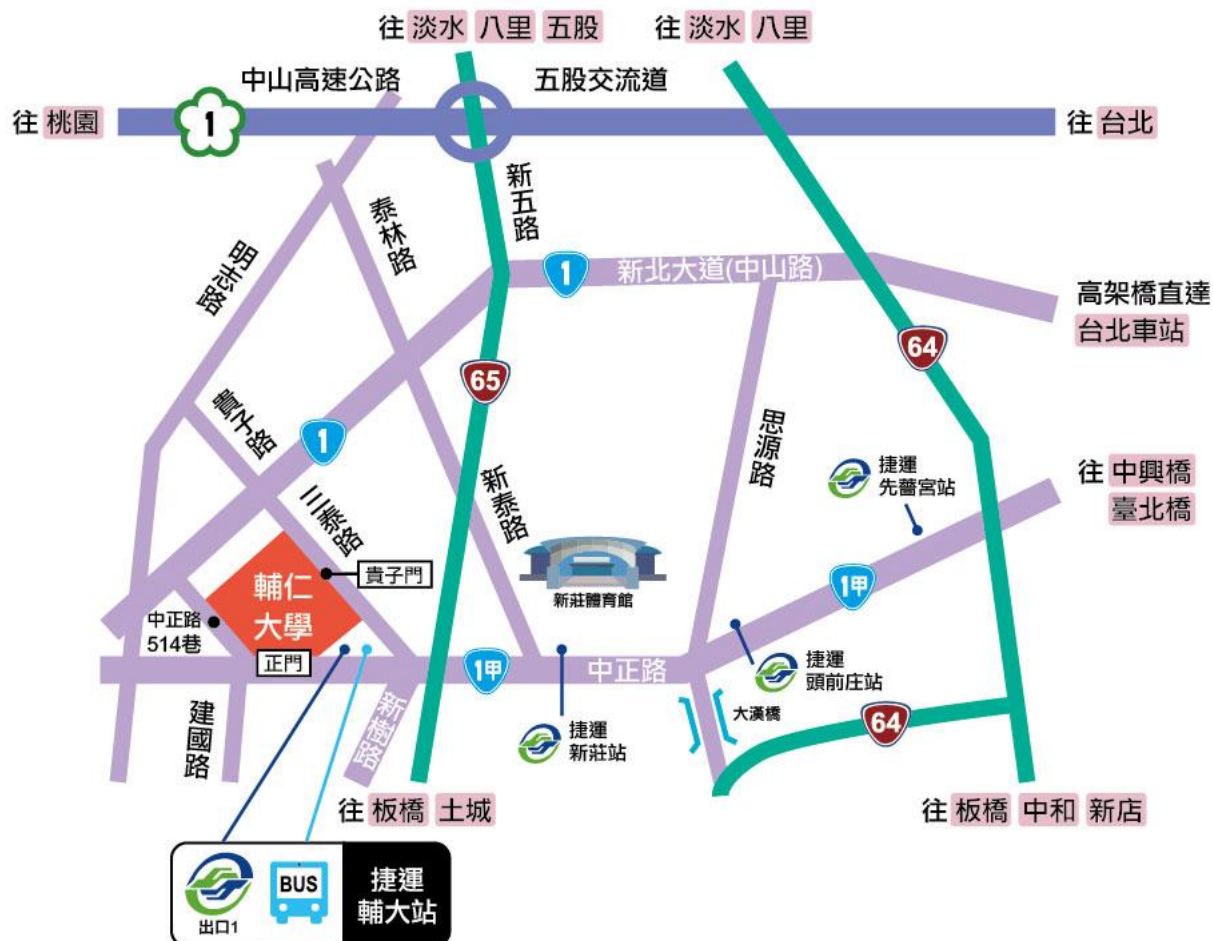 往 淡水 八里 五股
往 淡水 八里
中山高速公路
五股交流道
往 桃園
1
往 台北
新五路
泰林路
明志路
1
新北大道(中山路)
高架橋直達
台北車站
64
65
貴子路
1
思源路
捷運
先嗇宮站
往 中興橋
臺北橋
新泰路
三泰路
貴子門
輔仁
大學
新莊體育館
1甲
中正路
514巷
正門
1甲
中正路
捷運
頭前庄站
建國路
新樹路
捷運
新莊站
大漢橋
64
往 板橋 土城
往 板橋 中和 新店
出口1
BUS
捷運
輔大站